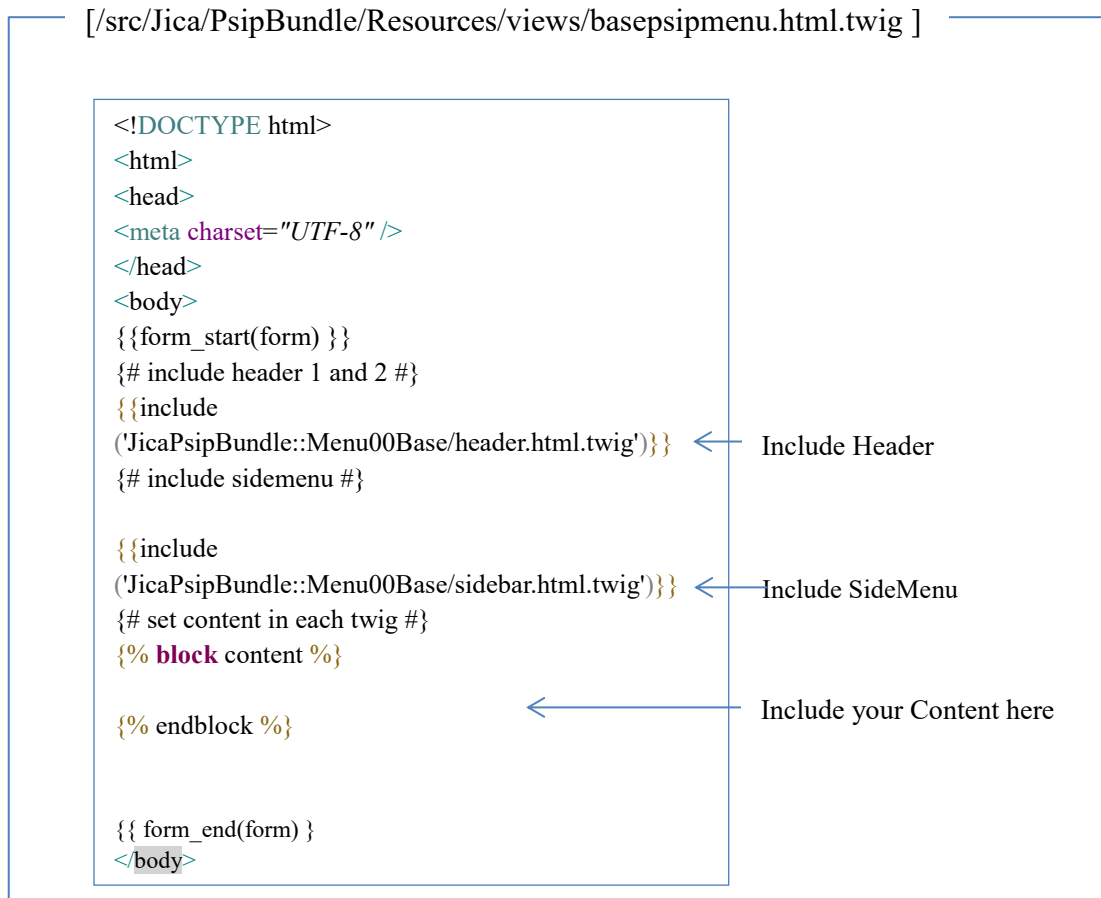 [/src/Jica/PsipBundle/Resources/views/basepsipmenu.html.twig ]
<!DOCTYPE html>
<html>
<head>
<meta charset="UTF-8" />
</head>
<body>
{{form_start(form) }}
{# include header 1 and 2 #}
{{include
('JicaPsipBundle::Menu00Base/header.html.twig')}}
Include Header
{# include sidemenu #}
{{include
('JicaPsipBundle::Menu00Base/sidebar.html.twig')}}
Include SideMenu
{# set content in each twig #}
{% block content %}
Include your Content here
{% endblock %}
{{ form_end(form) }
</body>